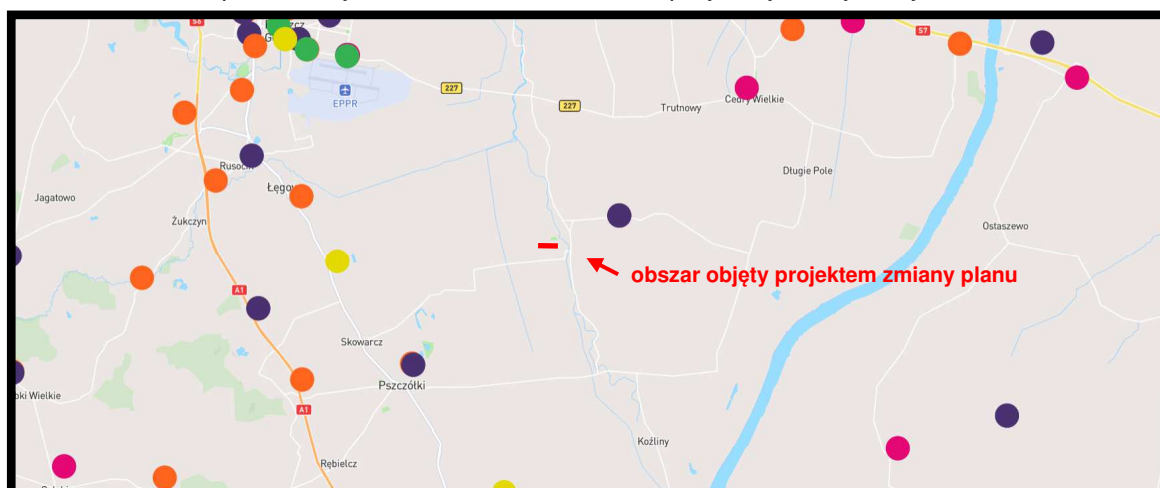 S6
S7
227
EPPR
227
Trutnowy
Cedry Wielkie
Rusocin
Długie Pole
Jagatowo
Łęgowo
Żukczyn
Ostaszewo
obszar objęty projektem zmiany planu
A1
Skowarcz
Pszczółki
A1
Koźliny
Rębielcz